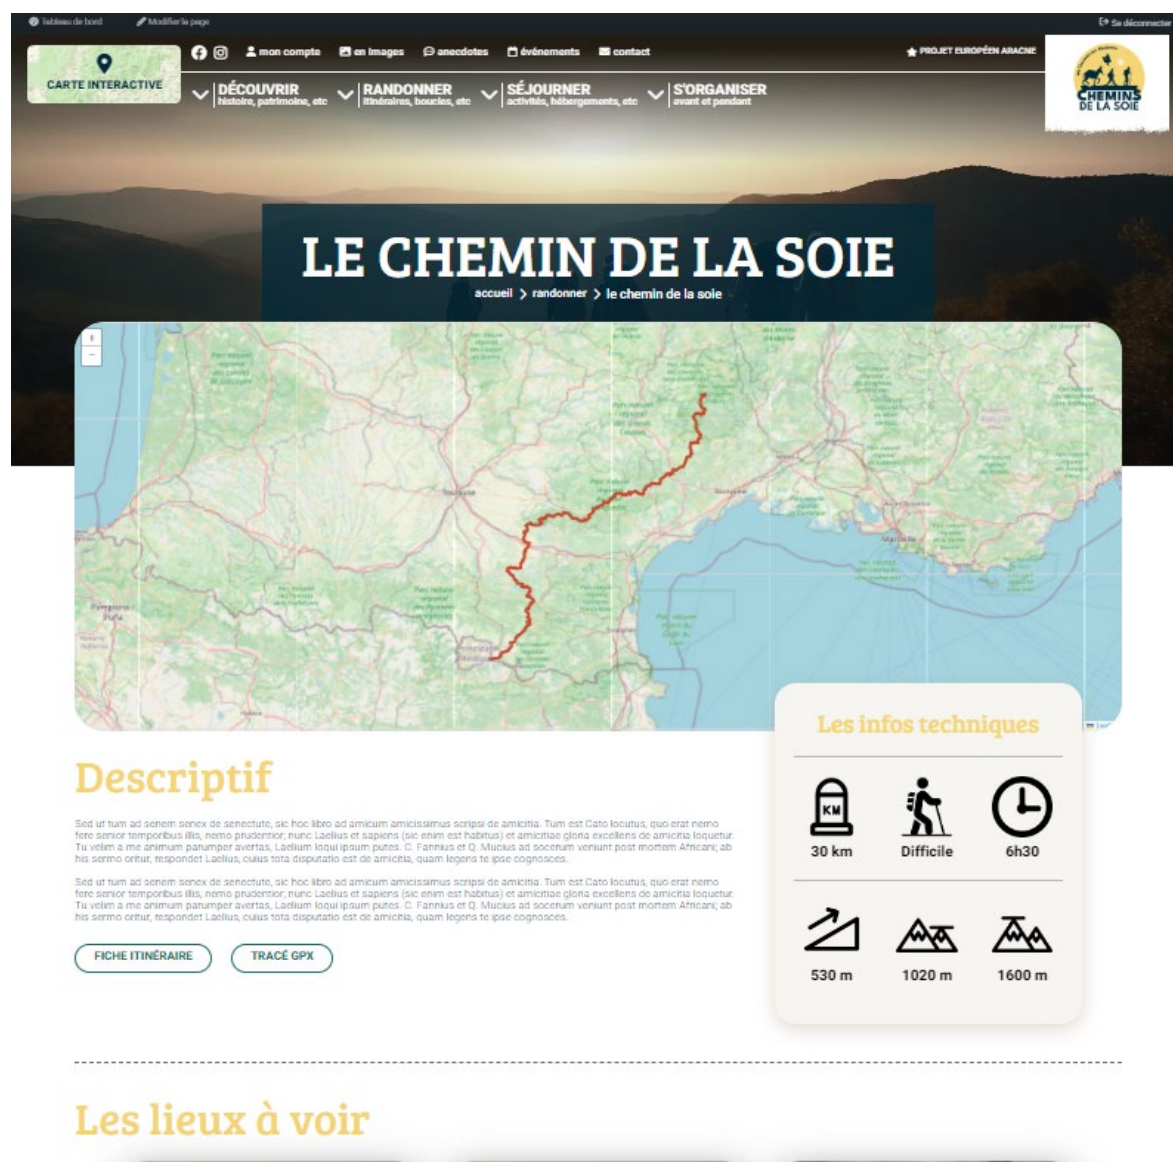 Tableau de bord
Modifier la page
Se déconnecter
CARTE INTERACTIVE
mon compte
en images
anecdotes
événements
contact
PROJET EUROPÉEN ARACNE
DÉCOUVRIR
histoire, patrimoine, etc
RANDONNER
itinéraires, boucles, etc
SÉJOURNER
activités, hébergements, etc
S'ORGANISER
avant et pendant
CHEMINS
DE LA SOIE
LE CHEMIN DE LA SOIE
accueil > randonner > le chemin de la soie
+
−
Toulouse
Marseille
Les infos techniques
KM
30 km
Difficile
6h30
530 m
1020 m
1600 m
Descriptif
Sed ut tum ad senem senex de senectute, sic hoc libro ad amicum amicissimus scripsi de amicitia. Tum est Cato locutus, quo erat nemo
fere senior temporibus illis, nemo prudentior; nunc Laelius et sapiens (sic enim est habitus) et amicitiae gloria excellens de amicitia loquetur.
Tu velim a me animum parumper avertas, Laelium loqui ipsum putes. C. Fannius et Q. Mucius ad socerum veniunt post mortem Africani; ab
his sermo oritur, respondet Laelius, cuius tota disputatio est de amicitia, quam legens te ipse cognosces.
Sed ut tum ad senem senex de senectute, sic hoc libro ad amicum amicissimus scripsi de amicitia. Tum est Cato locutus, quo erat nemo
fere senior temporibus illis, nemo prudentior; nunc Laelius et sapiens (sic enim est habitus) et amicitiae gloria excellens de amicitia loquetur.
Tu velim a me animum parumper avertas, Laelium loqui ipsum putes. C. Fannius et Q. Mucius ad socerum veniunt post mortem Africani; ab
his sermo oritur, respondet Laelius, cuius tota disputatio est de amicitia, quam legens te ipse cognosces.
FICHE ITINÉRAIRE
TRACÉ GPX
Les lieux à voir